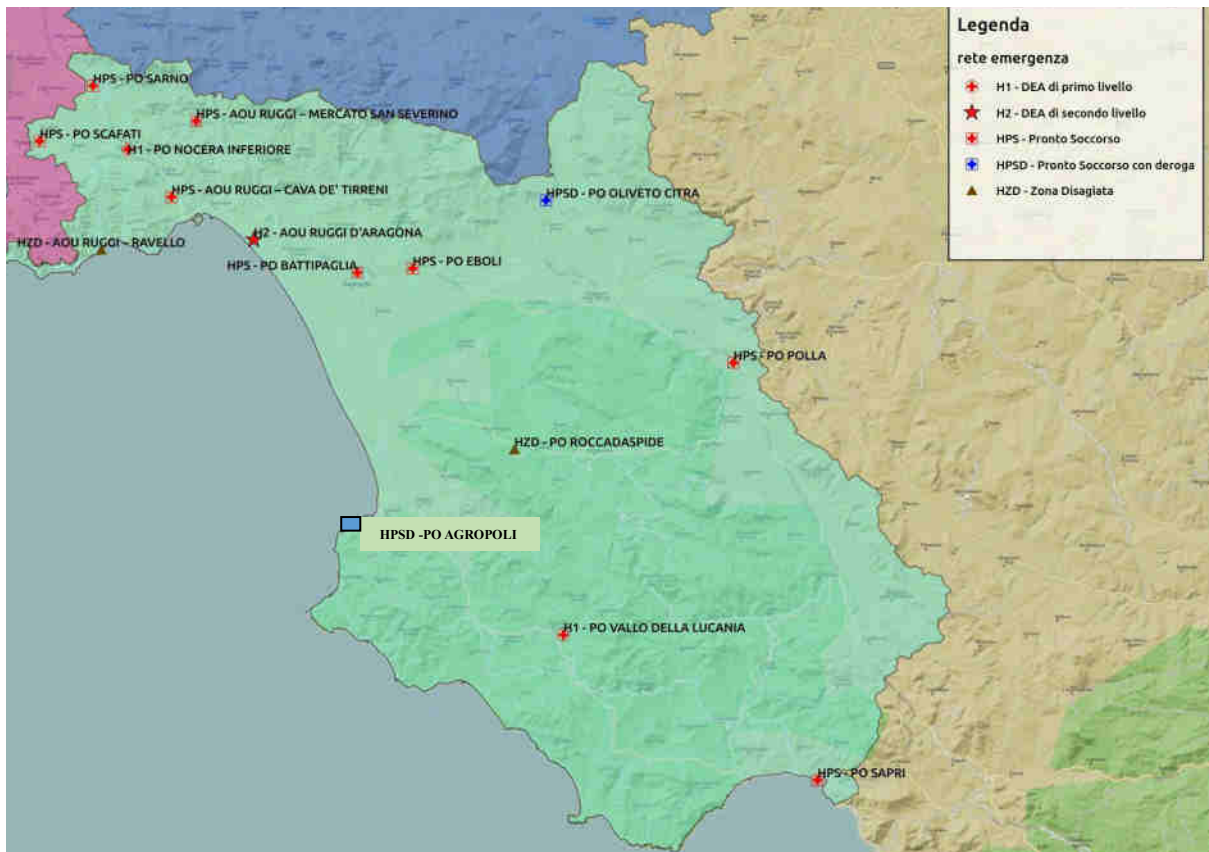 Legenda
rete emergenza
H1 - DEA di primo livello
H2 - DEA di secondo livello
HPS - Pronto Soccorso
HPSD - Pronto Soccorso con deroga
HZD - Zona Disagiata
HPS - PO SARNO
HPS - AOU RUGGI – MERCATO SAN SEVERINO
HPS - PO SCAFATI
H1 - PO NOCERA INFERIORE
HPS - AOU RUGGI – CAVA DE' TIRRENI
HPSD - PO OLIVETO CITRA
H2 - AOU RUGGI D'ARAGONA
HZD - AOU RUGGI – RAVELLO
HPS - PO BATTIPAGLIA
HPS - PO EBOLI
HPS - PO POLLA
HZD - PO ROCCADASPIDE
HPSD -PO AGROPOLI
H1 - PO VALLO DELLA LUCANIA
HPS - PO SAPRI